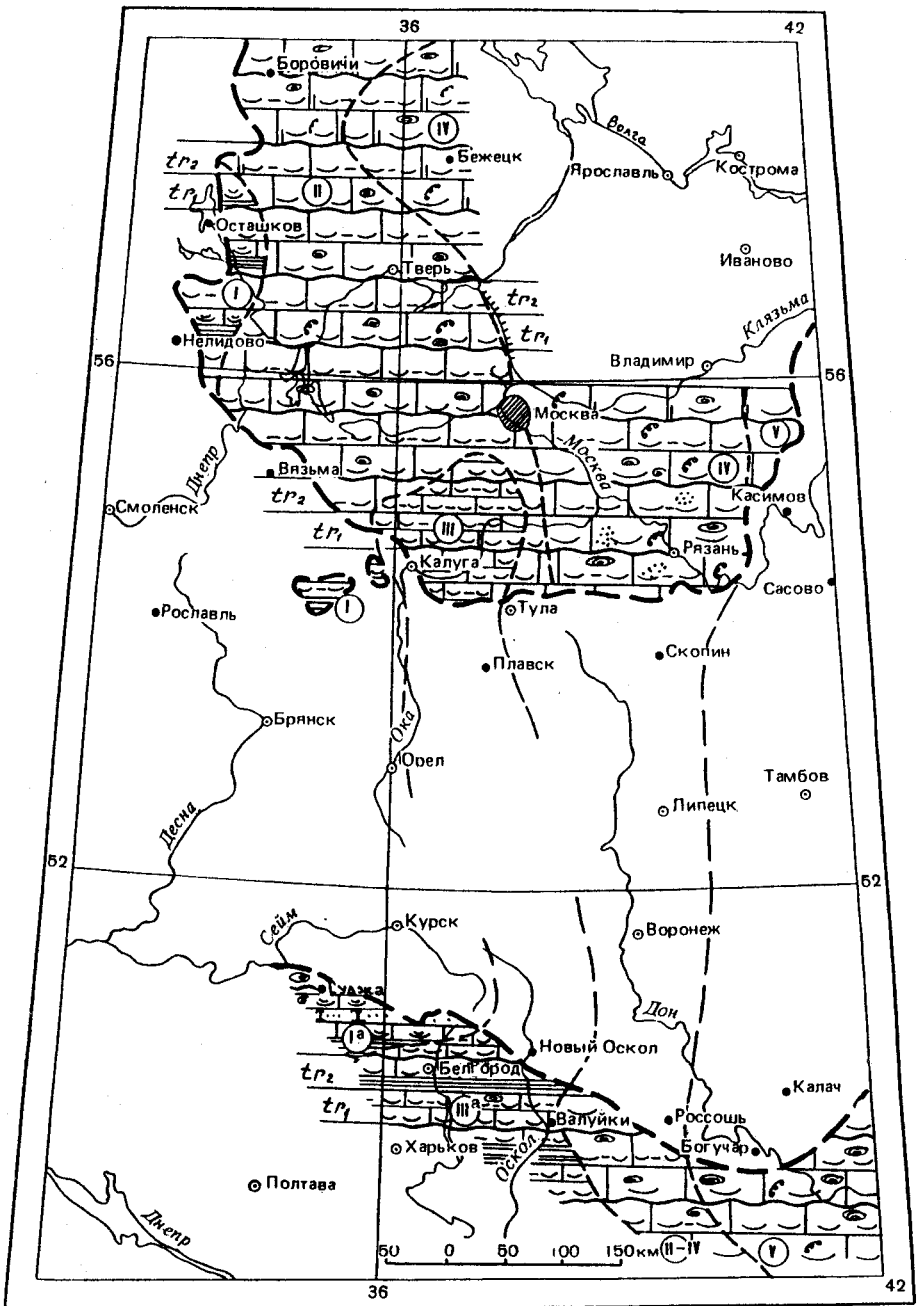 36
42
Боровичи
Волга
IV
Бежецк
Кострома
Ярославль
tr₂
tr₁
II
Осташков
Иваново
Тверь
I
tr₂
Клязьма
tr₁
Нелидово
Владимир
56
56
Москва
Москва
V
Днепр
Вязьма
IV
tr₂
Касимов
Смоленск
III
tr₁
Рязань
Калуга
Сасово
I
Рославль
Тула
Скопин
Плавск
Брянск
Ока
Орел
Тамбов
Липецк
Десна
52
52
Сейм
Курск
Воронеж
Суджа
Дон
Iа
Новый Оскол
tr₂
Белгород
Калач
tr₁
IIIа
Валуйки
Россошь
Харьков
Оскол
Богучар
Полтава
Днепр
II–IV
V
50 0 50 100 150 км
36
42